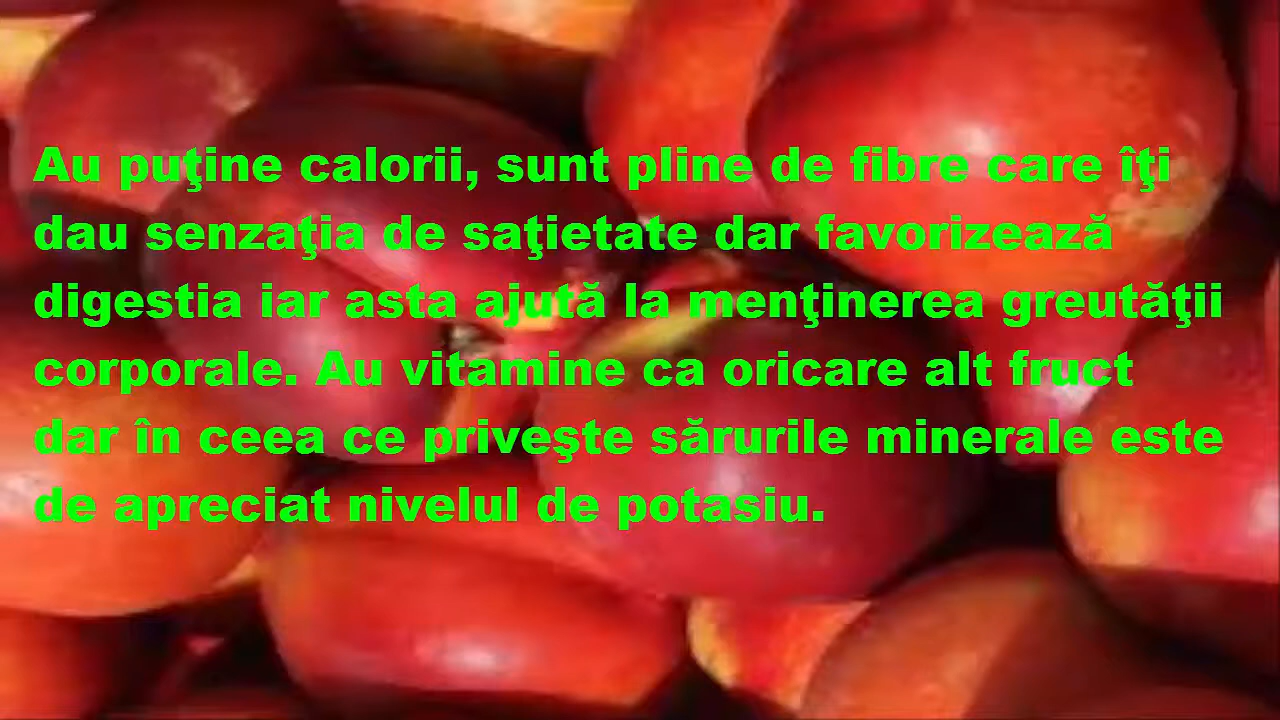 Au puţine calorii, sunt pline de fibre care îţi
dau senzaţia de saţietate dar favorizează
digestia iar asta ajută la menţinerea greutăţii
corporale. Au vitamine ca oricare alt fruct
dar în ceea ce priveşte sărurile minerale este
de apreciat nivelul de potasiu.